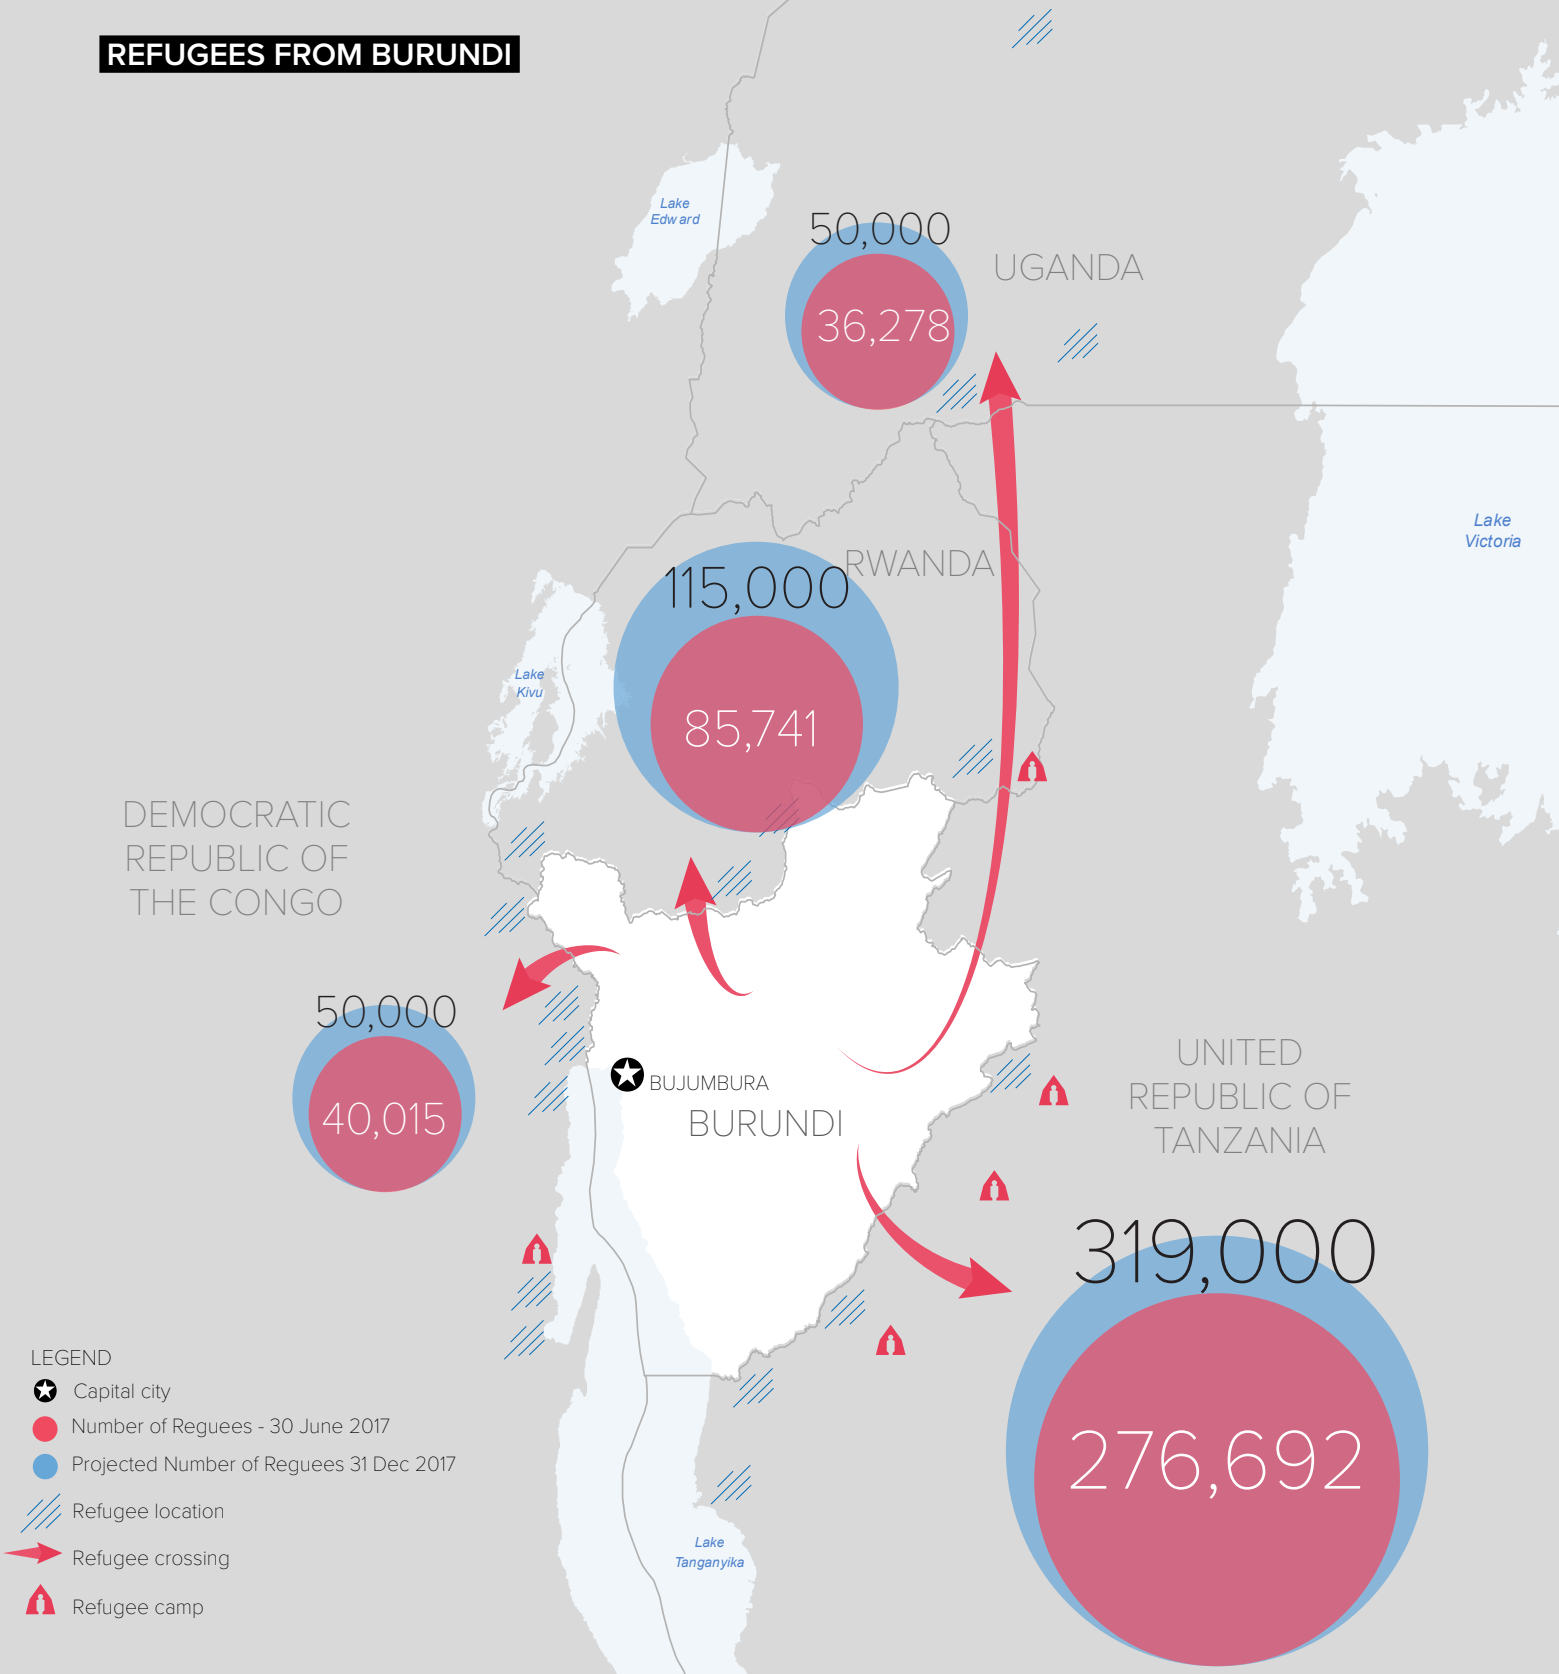 REFUGEES FROM BURUNDI
Lake
Edward
50,000
36,278
UGANDA
Lake
Victoria
115,000
RWANDA
85,741
Lake
Kivu
DEMOCRATIC
REPUBLIC OF
THE CONGO
50,000
40,015
BUJUMBURA
BURUNDI
UNITED
REPUBLIC OF
TANZANIA
319,000
276,692
Lake
Tanganyika
LEGEND
Capital city
Number of Reguees - 30 June 2017
Projected Number of Reguees 31 Dec 2017
Refugee location
Refugee crossing
Refugee camp